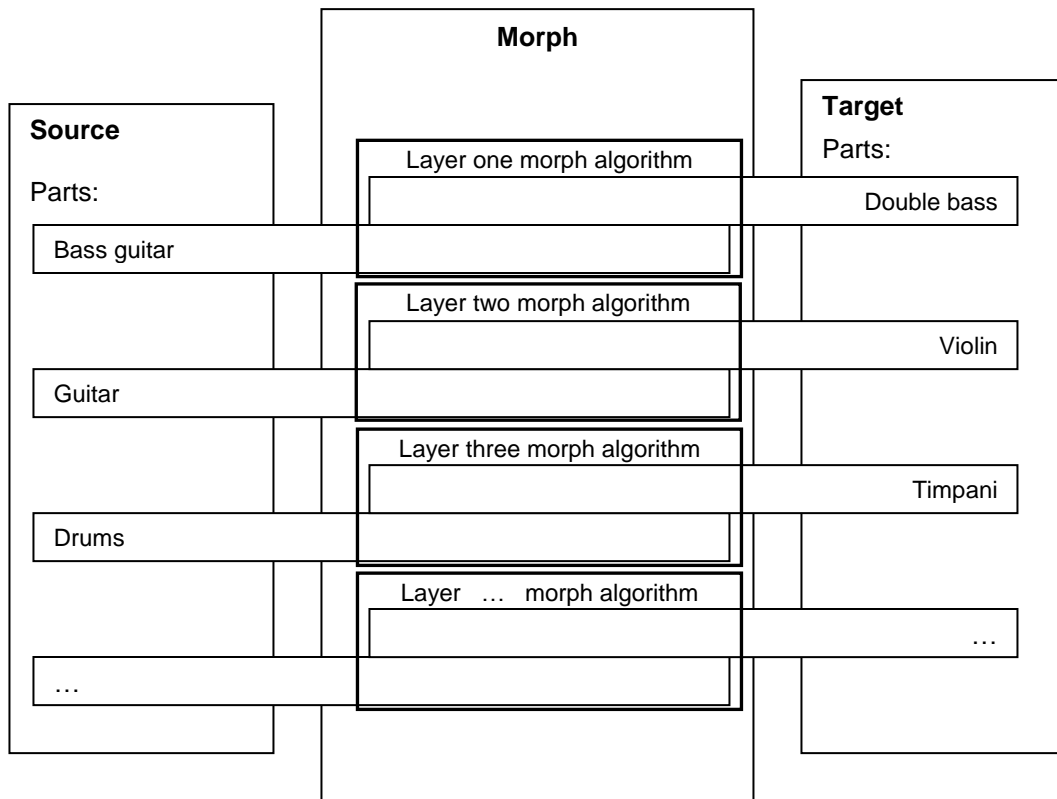 Morph
Source
Parts:
Target
Parts:
Layer one morph algorithm
Double bass
Bass guitar
Layer two morph algorithm
Violin
Guitar
Layer three morph algorithm
Timpani
Drums
Layer … morph algorithm
…
…